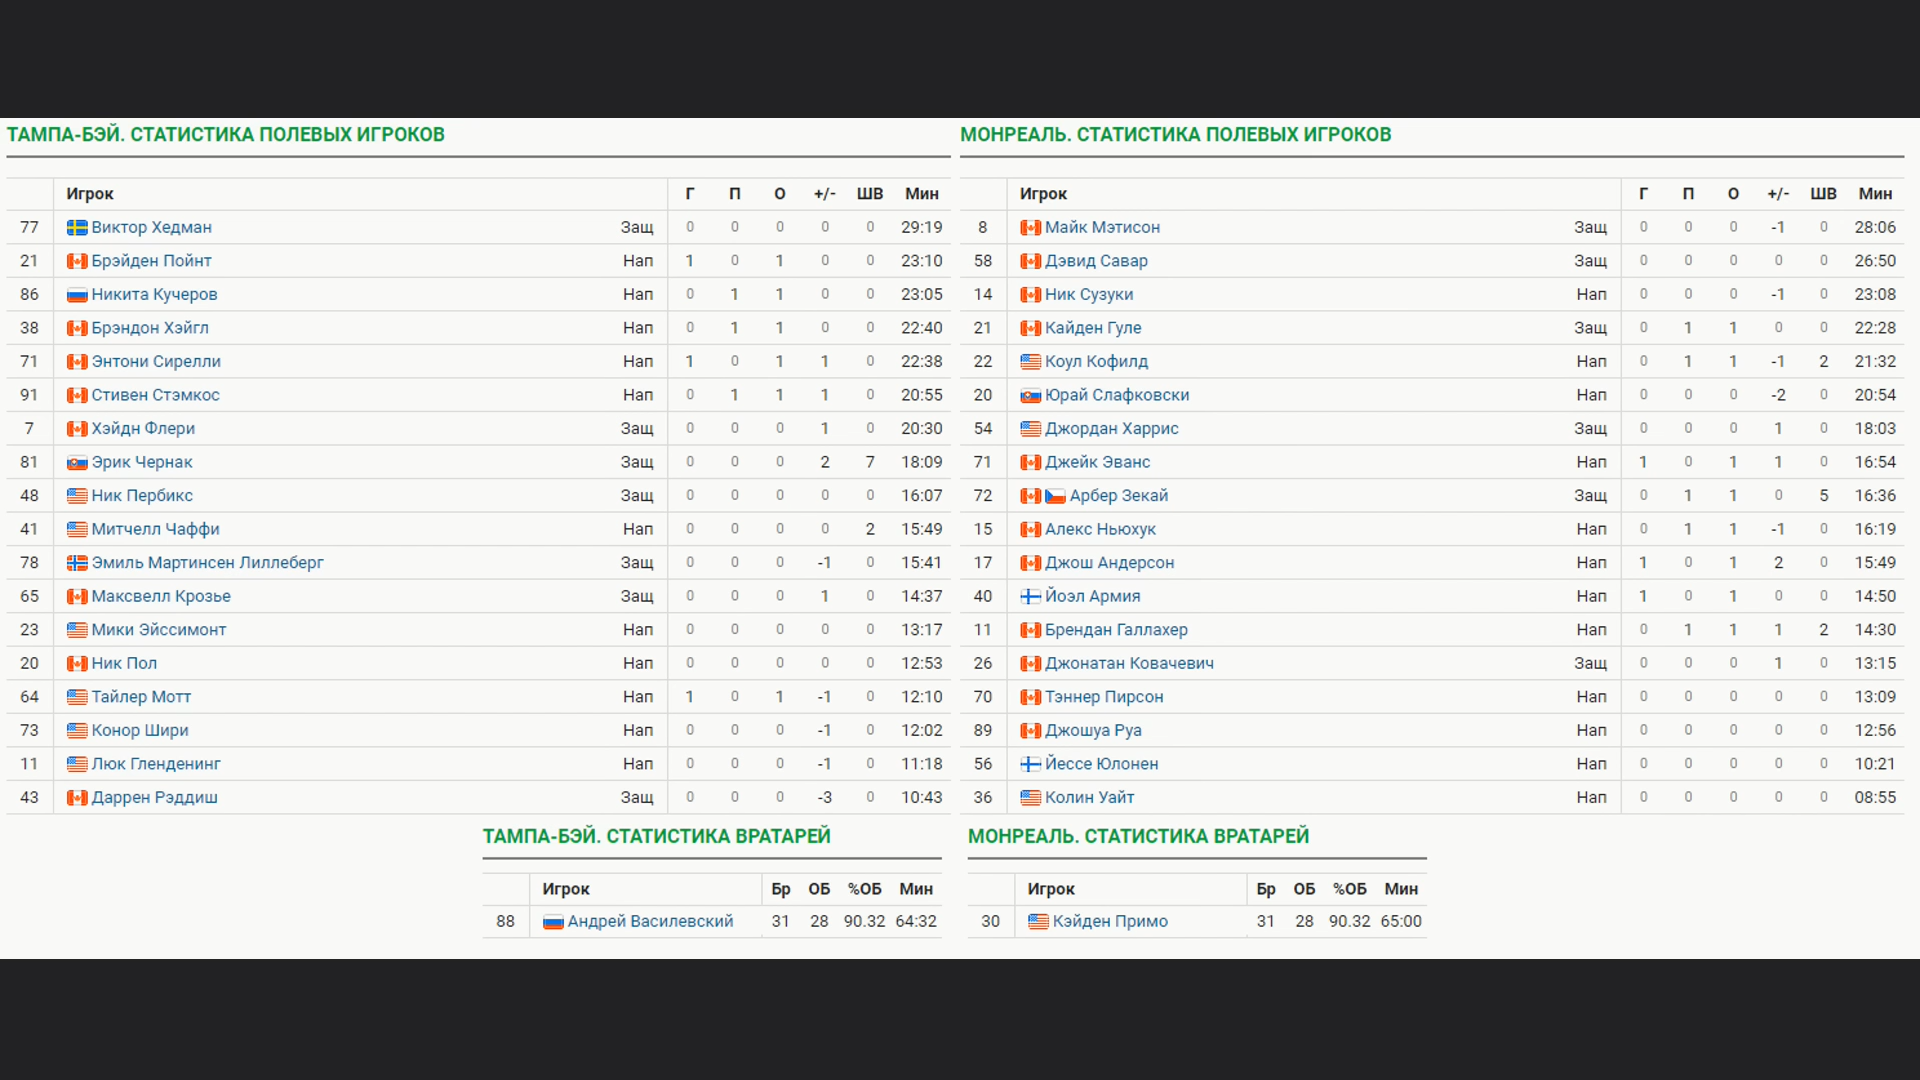 ТАМПА-БЭЙ. СТАТИСТИКА ПОЛЕВЫХ ИГРОКОВ
Игрок Г П О +/- ШВ Мин
77 Виктор Хедман Защ 0 0 0 0 0 29:19
21 Брэйден Пойнт Нап 1 0 1 0 0 23:10
86 Никита Кучеров Нап 0 1 1 0 0 23:05
38 Брэндон Хэйгл Нап 0 1 1 0 0 22:40
71 Энтони Сирелли Нап 1 0 1 1 0 22:38
91 Стивен Стэмкос Нап 0 1 1 1 0 20:55
7 Хэйдн Флери Защ 0 0 0 1 0 20:30
81 Эрик Чернак Защ 0 0 0 2 7 18:09
48 Ник Пербикс Защ 0 0 0 0 0 16:07
41 Митчелл Чаффи Нап 0 0 0 0 2 15:49
78 Эмиль Мартинсен Лиллеберг Защ 0 0 0 -1 0 15:41
65 Максвелл Крозье Защ 0 0 0 1 0 14:37
23 Мики Эйссимонт Нап 0 0 0 0 0 13:17
20 Ник Пол Нап 0 0 0 0 0 12:53
64 Тайлер Мотт Нап 1 0 1 -1 0 12:10
73 Конор Шири Нап 0 0 0 -1 0 12:02
11 Люк Гленденинг Нап 0 0 0 -1 0 11:18
43 Даррен Рэддиш Защ 0 0 0 -3 0 10:43
МОНРЕАЛЬ. СТАТИСТИКА ПОЛЕВЫХ ИГРОКОВ
Игрок Г П О +/- ШВ Мин
8 Майк Мэтисон Защ 0 0 0 -1 0 28:06
58 Дэвид Савар Защ 0 0 0 0 0 26:50
14 Ник Сузуки Нап 0 0 0 -1 0 23:08
21 Кайден Гуле Защ 0 1 1 0 0 22:28
22 Коул Кофилд Нап 0 1 1 -1 2 21:32
20 Юрай Слафковски Нап 0 0 0 -2 0 20:54
54 Джордан Харрис Защ 0 0 0 1 0 18:03
71 Джейк Эванс Нап 1 0 1 1 0 16:54
72 Арбер Зекай Защ 0 1 1 0 5 16:36
15 Алекс Ньюхук Нап 0 1 1 -1 0 16:19
17 Джош Андерсон Нап 1 0 1 2 0 15:49
40 Йоэл Армия Нап 1 0 1 0 0 14:50
11 Брендан Галлахер Нап 0 1 1 1 2 14:30
26 Джонатан Ковачевич Защ 0 0 0 1 0 13:15
70 Тэннер Пирсон Нап 0 0 0 0 0 13:09
89 Джошуа Руа Нап 0 0 0 0 0 12:56
56 Йессе Юлонен Нап 0 0 0 0 0 10:21
36 Колин Уайт Нап 0 0 0 0 0 08:55
ТАМПА-БЭЙ. СТАТИСТИКА ВРАТАРЕЙ
Игрок Бр ОБ %ОБ Мин
88 Андрей Василевский 31 28 90.32 64:32
МОНРЕАЛЬ. СТАТИСТИКА ВРАТАРЕЙ
Игрок Бр ОБ %ОБ Мин
30 Кэйден Примо 31 28 90.32 65:00